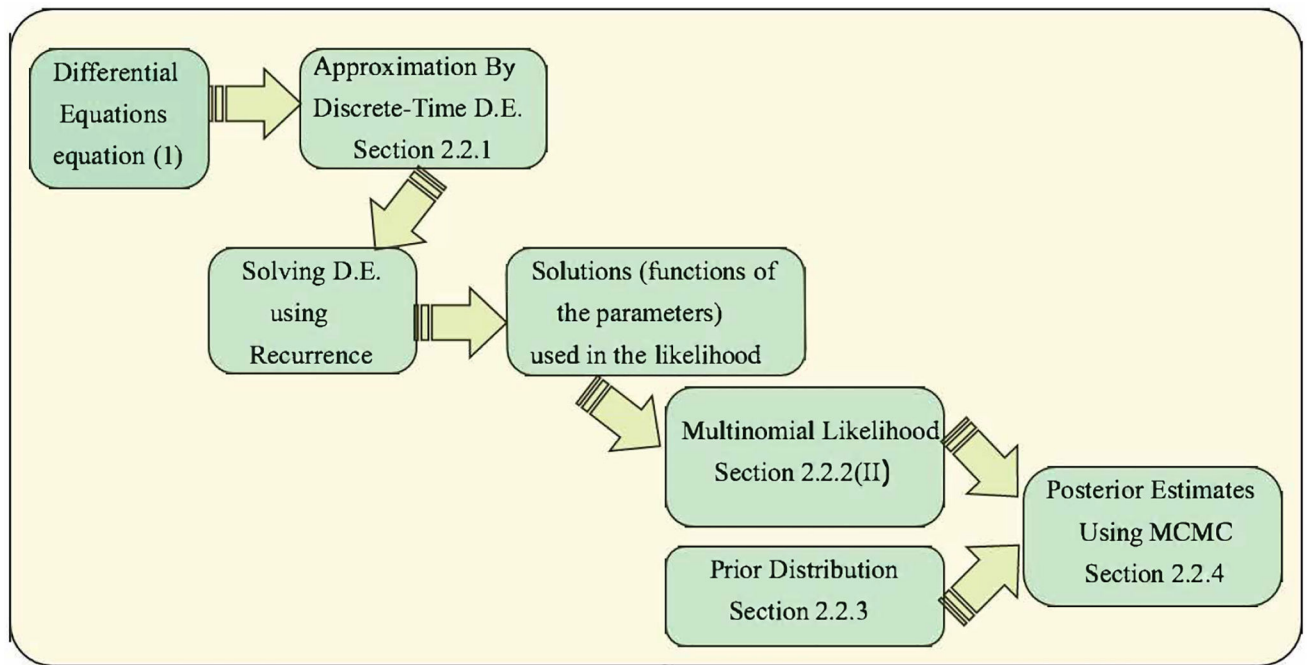 Differential
Equations
equation (1)
Approximation By
Discrete-Time D.E.
Section 2.2.1
Solving D.E.
using
Recurrence
Solutions (functions of
the parameters)
used in the likelihood
Multinomial Likelihood
Section 2.2.2(II)
Prior Distribution
Section 2.2.3
Posterior Estimates
Using MCMC
Section 2.2.4